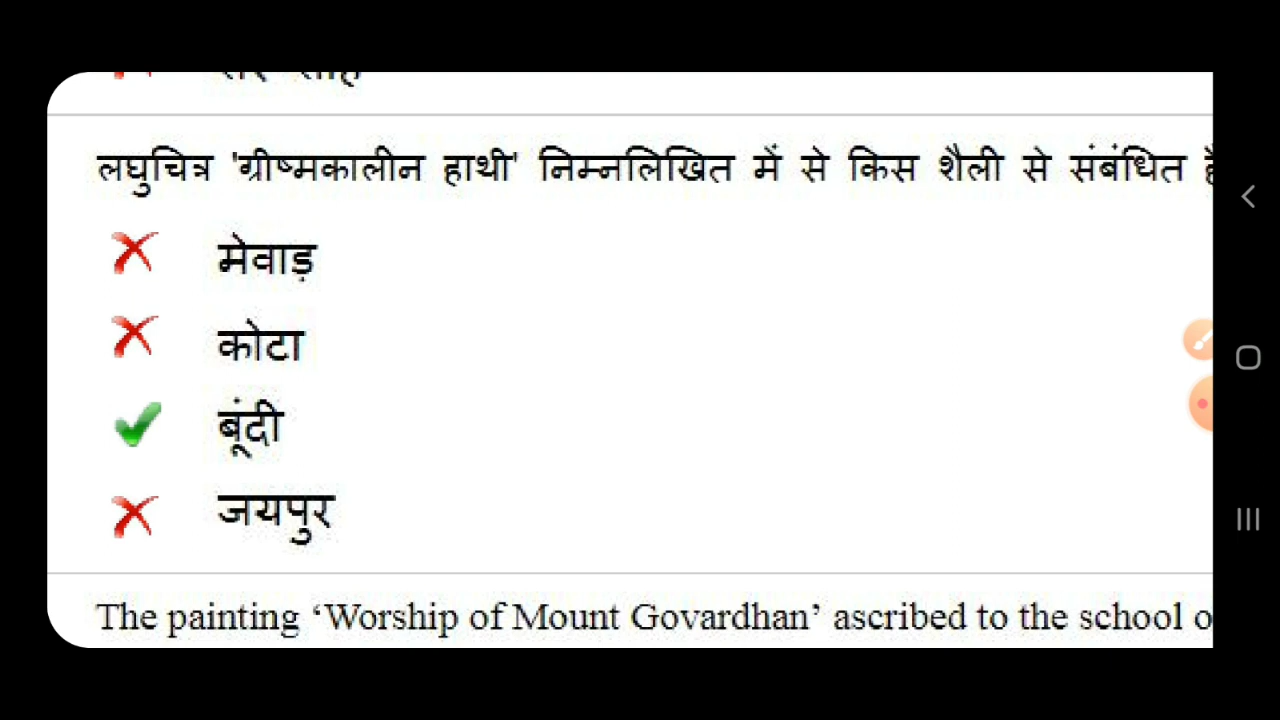 लघुचित्र 'ग्रीष्मकालीन हाथी' निम्नलिखित में से किस शैली से संबंधित
मेवाड़
कोटा
बूंदी
जयपुर
The painting ‘Worship of Mount Govardhan’ ascribed to the school